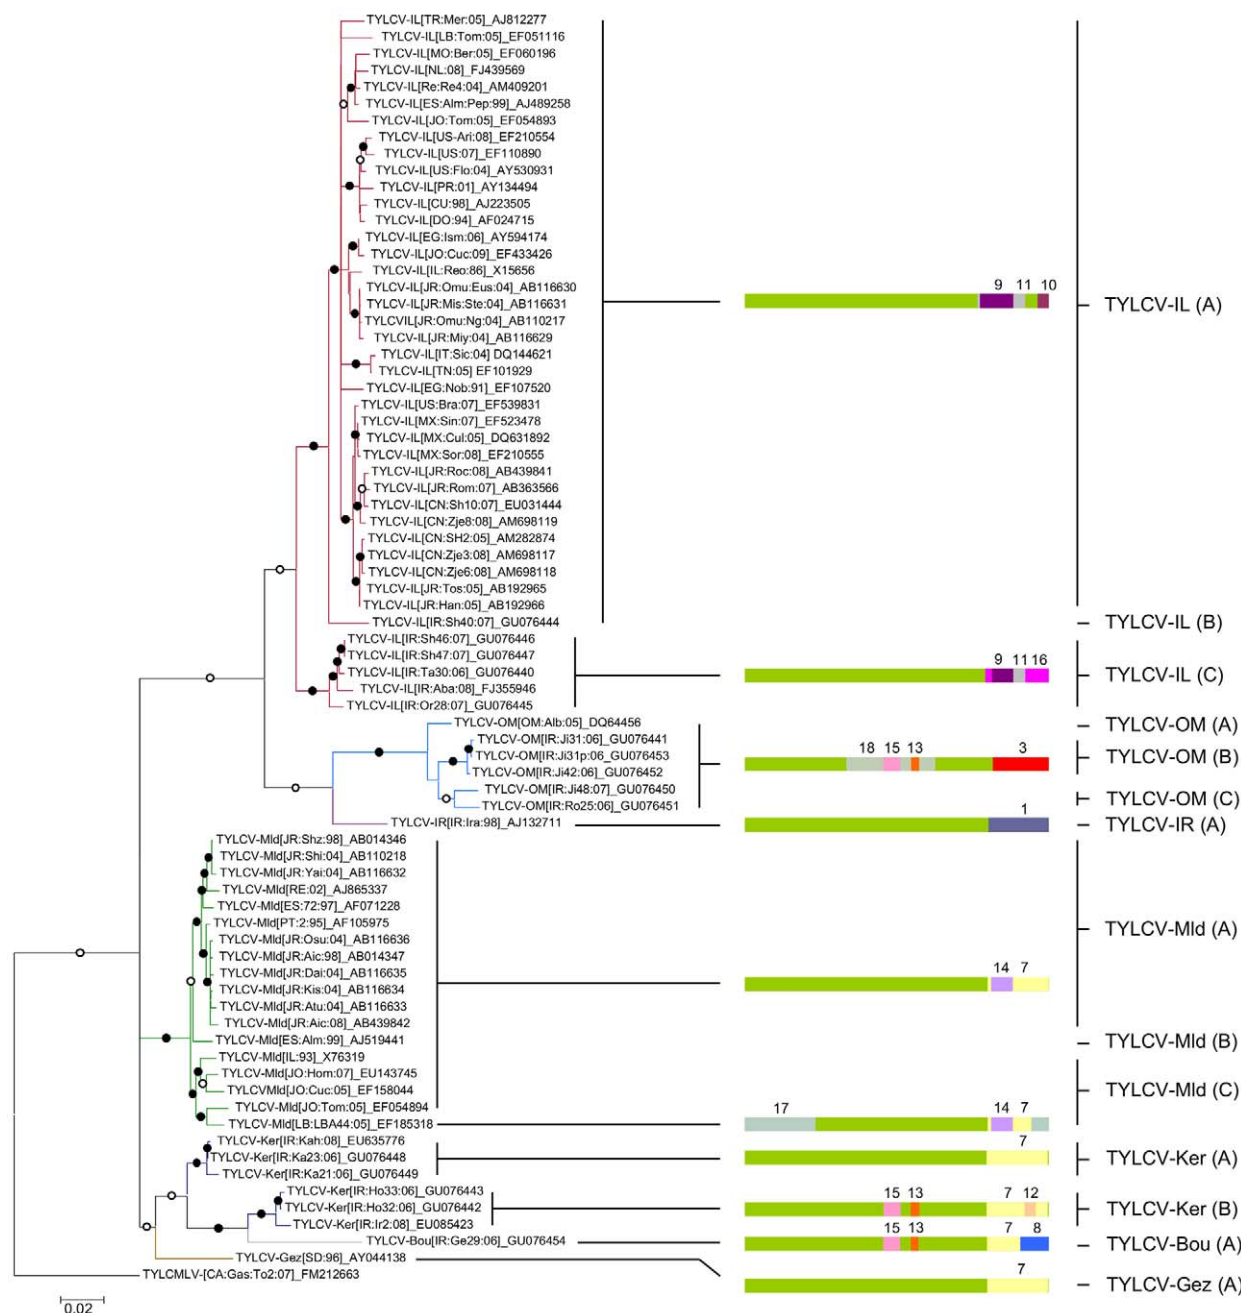 TYLCV-IL[TR:Mer:05]_AJ812277
TYLCV-IL[LB:Tom:05]_EF051116
TYLCV-IL[MO:Ber:05]_EF060196
TYLCV-IL[NL:08]_FJ439569
TYLCV-IL[Re:Re4:04]_AM409201
TYLCV-IL[ES:Alm:Pep:99]_AJ489258
TYLCV-IL[JO:Tom:05]_EF054893
TYLCV-IL[US-Ari:08]_EF210554
TYLCV-IL[US:07]_EF110890
TYLCV-IL[US:Flo:04]_AY530931
TYLCV-IL[PR:01]_AY134494
TYLCV-IL[CU:98]_AJ223505
TYLCV-IL[DO:94]_AF024715
TYLCV-IL[EG:Ism:06]_AY594174
TYLCV-IL[JO:Cuc:09]_EF433426
TYLCV-IL[IL:Reo:86]_X15656
TYLCV-IL[JR:Omu:Eus:04]_AB116630
TYLCV-IL[JR:Mis:Ste:04]_AB116631
TYLCVIL[JR:Omu:Ng:04]_AB110217
TYLCV-IL[JR:Miy:04]_AB116629
TYLCV-IL[IT:Sic:04] DQ144621
TYLCV-IL[TN:05] EF101929
TYLCV-IL[EG:Nob:91]_EF107520
TYLCV-IL[US:Bra:07]_EF539831
TYLCV-IL[MX:Sin:07]_EF523478
TYLCV-IL[MX:Cul:05]_DQ631892
TYLCV-IL[MX:Sor:08]_EF210555
TYLCV-IL[JR:Roc:08]_AB439841
TYLCV-IL[JR:Rom:07]_AB363566
TYLCV-IL[CN:Sh10:07]_EU031444
TYLCV-IL[CN:Zje8:08]_AM698119
TYLCV-IL[CN:SH2:05]_AM282874
TYLCV-IL[CN:Zje3:08]_AM698117
TYLCV-IL[CN:Zje6:08]_AM698118
TYLCV-IL[JR:Tos:05]_AB192965
TYLCV-IL[JR:Han:05]_AB192966
TYLCV-IL[IR:Sh40:07]_GU076444
TYLCV-IL[IR:Sh46:07]_GU076446
TYLCV-IL[IR:Sh47:07]_GU076447
TYLCV-IL[IR:Ta30:06]_GU076440
TYLCV-IL[IR:Aba:08]_FJ355946
TYLCV-IL[IR:Or28:07]_GU076445
TYLCV-OM[OM:Alb:05]_DQ64456
TYLCV-OM[IR:Ji31:06]_GU076441
TYLCV-OM[IR:Ji31p:06]_GU076453
TYLCV-OM[IR:Ji42:06]_GU076452
TYLCV-OM[IR:Ji48:07]_GU076450
TYLCV-OM[IR:Ro25:06]_GU076451
TYLCV-IR[IR:Ira:98]_AJ132711
TYLCV-Mld[JR:Shz:98]_AB014346
TYLCV-Mld[JR:Shi:04]_AB110218
TYLCV-Mld[JR:Yai:04]_AB116632
TYLCV-Mld[RE:02]_AJ865337
TYLCV-Mld[ES:72:97]_AF071228
TYLCV-Mld[PT:2:95]_AF105975
TYLCV-Mld[JR:Osu:04]_AB116636
TYLCV-Mld[JR:Aic:98]_AB014347
TYLCV-Mld[JR:Dai:04]_AB116635
TYLCV-Mld[JR:Kis:04]_AB116634
TYLCV-Mld[JR:Atu:04]_AB116633
TYLCV-Mld[JR:Aic:08]_AB439842
TYLCV-Mld[ES:Alm:99]_AJ519441
TYLCV-Mld[IL:93]_X76319
TYLCV-Mld[JO:Hom:07]_EU143745
TYLCVMld[JO:Cuc:05]_EF158044
TYLCV-Mld[JO:Tom:05]_EF054894
TYLCV-Mld[LB:LBA44:05]_EF185318
TYLCV-Ker[IR:Kah:08]_EU635776
TYLCV-Ker[IR:Ka23:06]_GU076448
TYLCV-Ker[IR:Ka21:06]_GU076449
TYLCV-Ker[IR:Ho33:06]_GU076443
TYLCV-Ker[IR:Ho32:06]_GU076442
TYLCV-Ker[IR:Ir2:08]_EU085423
TYLCV-Bou[IR:Ge29:06]_GU076454
TYLCV-Gez[SD:96]_AY044138
TYLCMLV-[CA:Gas:To2:07]_FM212663
0.02
9 11 10
TYLCV-IL (A)
TYLCV-IL (B)
9 11 16
TYLCV-IL (C)
TYLCV-OM (A)
18 15 13 3
TYLCV-OM (B)
TYLCV-OM (C)
1
TYLCV-IR (A)
TYLCV-Mld (A)
14 7
TYLCV-Mld (B)
TYLCV-Mld (C)
17 14 7
7
TYLCV-Ker (A)
15 13 7 12
TYLCV-Ker (B)
15 13 7 8
TYLCV-Bou (A)
7
TYLCV-Gez (A)